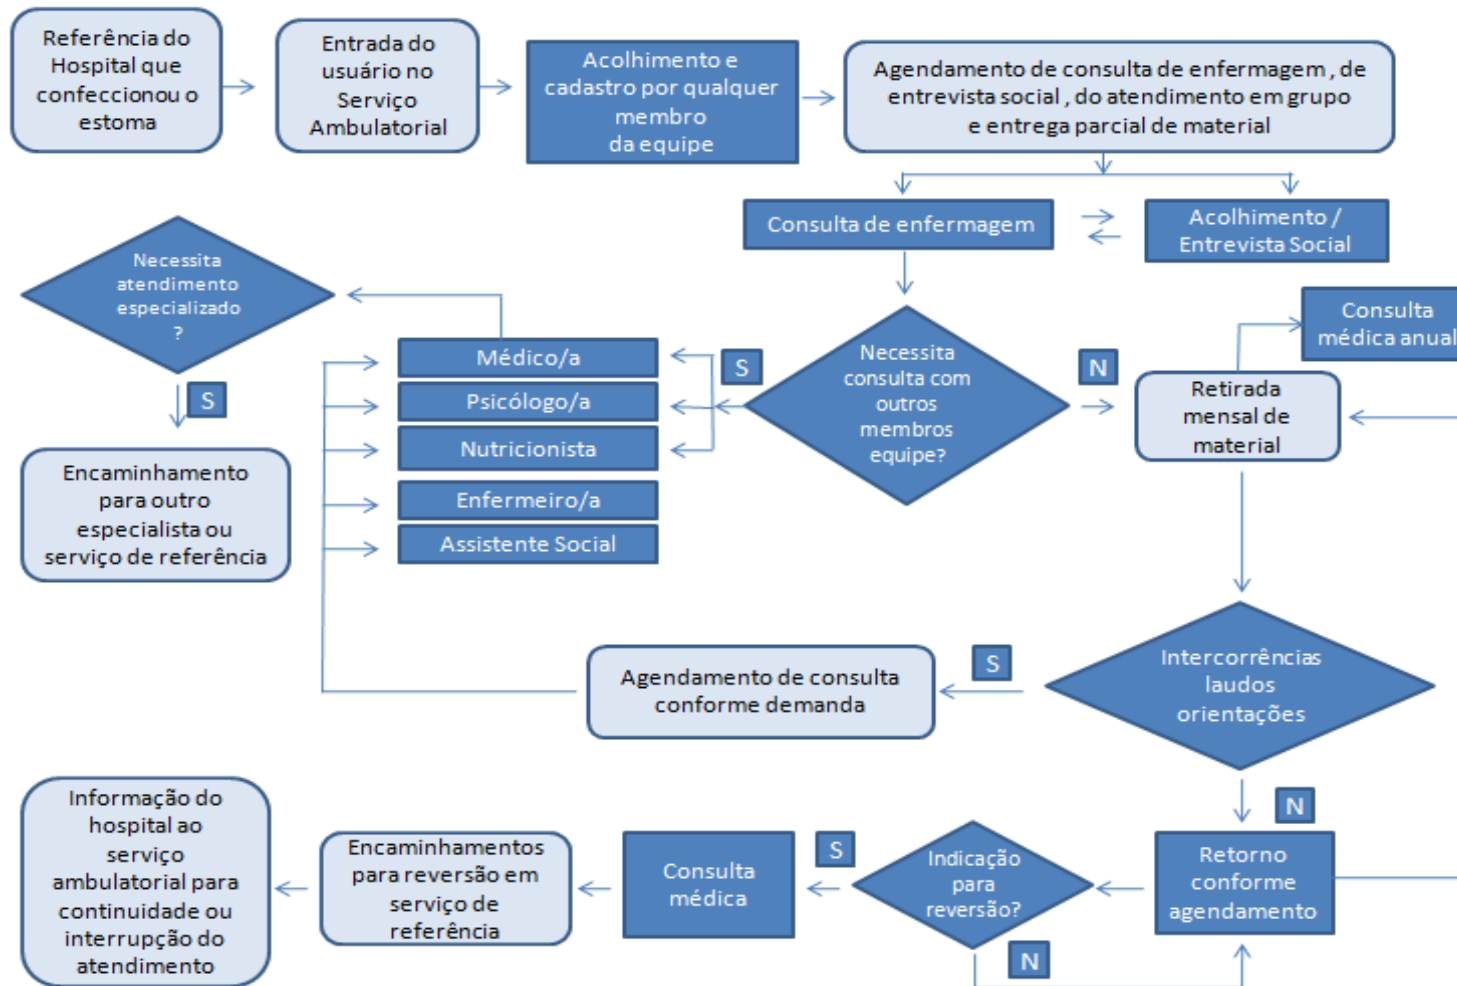 Referência do
Hospital que
confeccionou o
estoma
Entrada do
usuário no
Serviço
Ambulatorial
Acolhimento e
cadastro por qualquer
membro
da equipe
Agendamento de consulta de enfermagem , de
entrevista social , do atendimento em grupo
e entrega parcial de material
Consulta de enfermagem
Acolhimento /
Entrevista Social
Necessita
atendimento
especializado
?
S
Encaminhamento
para outro
especialista ou
serviço de referência
Médico/a
Psicólogo/a
Nutricionista
Enfermeiro/a
Assistente Social
S
Necessita
consulta com
outros
membros
equipe?
N
Consulta
médica anual
Retirada
mensal de
material
Intercorrências
laudos
orientações
S
Agendamento de consulta
conforme demanda
N
Retorno
conforme
agendamento
Indicação
para
reversão?
N
S
Consulta
médica
Encaminhamentos
para reversão em
serviço de
referência
Informação do
hospital ao
serviço
ambulatorial para
continuidade ou
interrupção do
atendimento